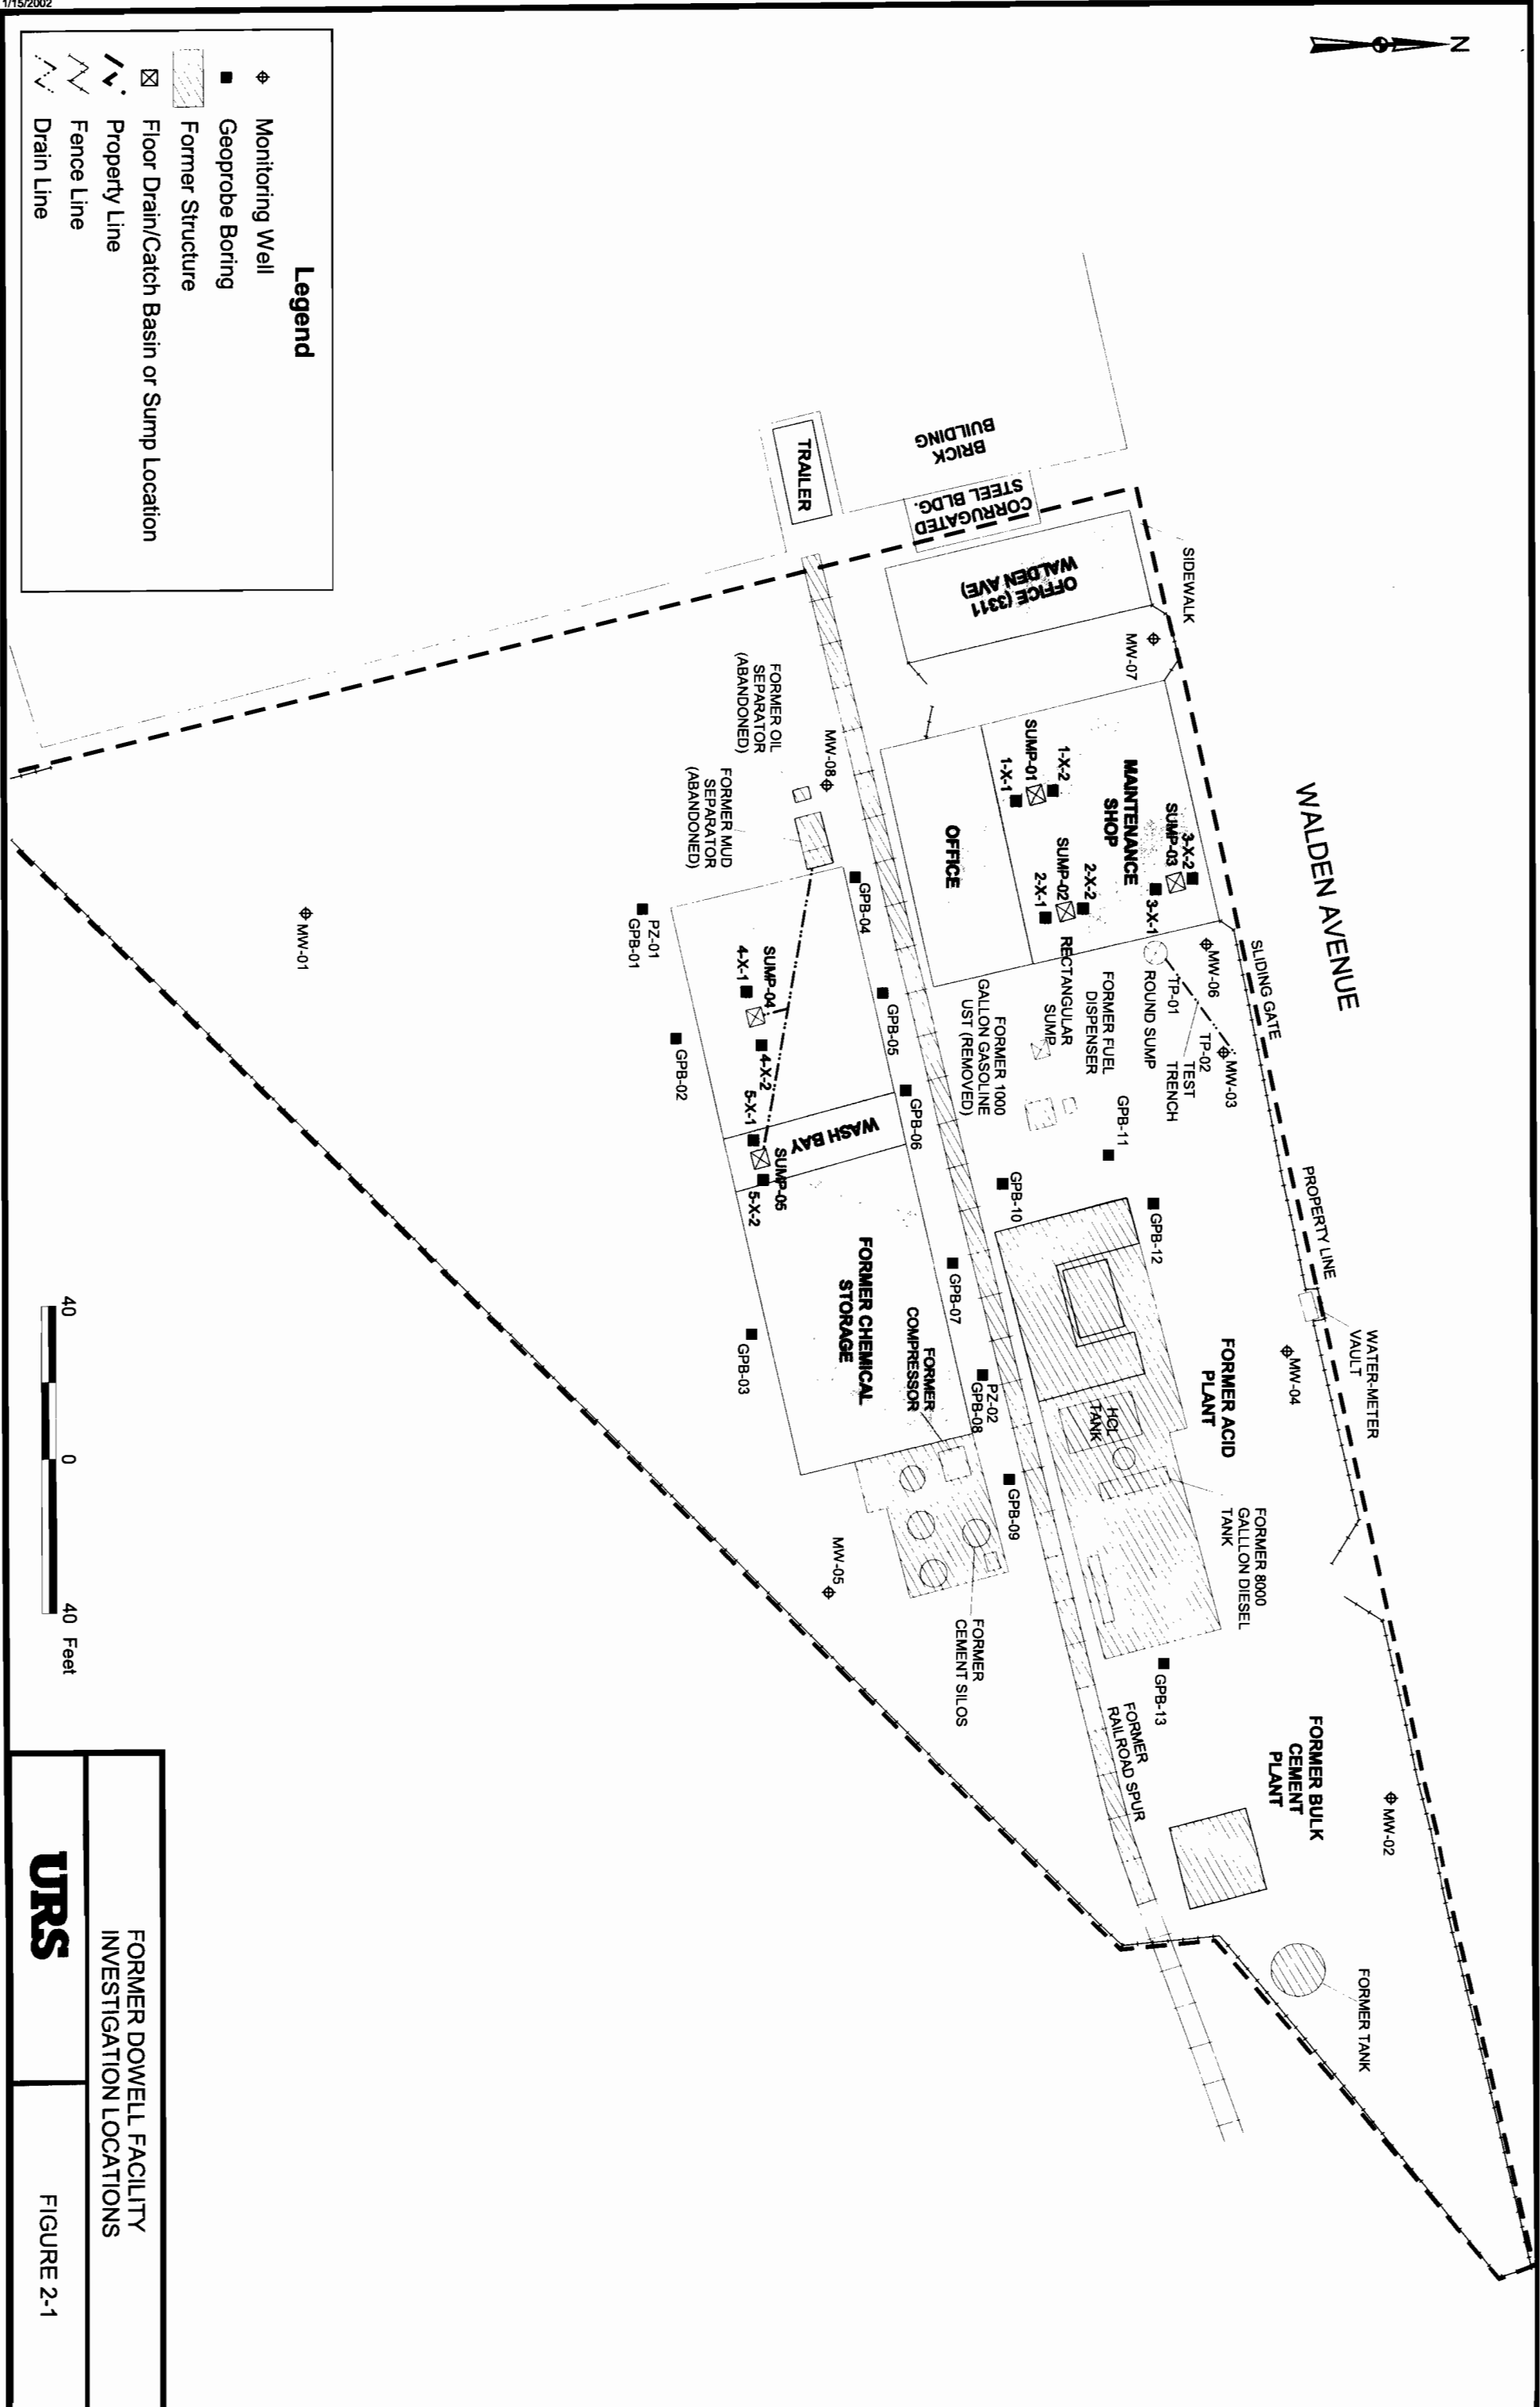 1/15/2002
N
WALDEN AVENUE
BRICK
BUILDING
CORRUGATED
STEEL BLDG.
TRAILER
OFFICE (3311
WALDEN AVE)
SIDEWALK
MW-07
MAINTENANCE
SHOP
SUMP-01
1-X-2
1-X-1
SUMP-02
2-X-2
2-X-1
SUMP-03
3-X-2
3-X-1
OFFICE
MW-06
SLIDING GATE
TP-01
ROUND SUMP
TP-02
MW-03
TEST
TRENCH
RECTANGULAR
SUMP
FORMER FUEL
DISPENSER
FORMER 1000
GALLON GASOLINE
UST (REMOVED)
GPB-11
GPB-12
GPB-10
PROPERTY LINE
WATER-METER
VAULT
MW-04
FORMER ACID
PLANT
HCL
TANK
FORMER 8000
GALLLON DIESEL
TANK
GPB-13
FORMER
RAILROAD SPUR
FORMER BULK
CEMENT
PLANT
MW-02
FORMER TANK
MW-08
FORMER OIL
SEPARATOR
(ABANDONED)
FORMER MUD
SEPARATOR
(ABANDONED)
GPB-04
GPB-05
GPB-06
GPB-07
PZ-02
GPB-08
GPB-09
PZ-01
GPB-01
GPB-02
GPB-03
MW-01
SUMP-04
4-X-1
4-X-2
WASH BAY
5-X-1
SUMP-05
5-X-2
FORMER CHEMICAL
STORAGE
FORMER
COMPRESSOR
FORMER
CEMENT SILOS
MW-05
Legend
Monitoring Well
Geoprobe Boring
Former Structure
Floor Drain/Catch Basin or Sump Location
Property Line
Fence Line
Drain Line
40 0 40 Feet
FORMER DOWELL FACILITY
INVESTIGATION LOCATIONS
URS
FIGURE 2-1